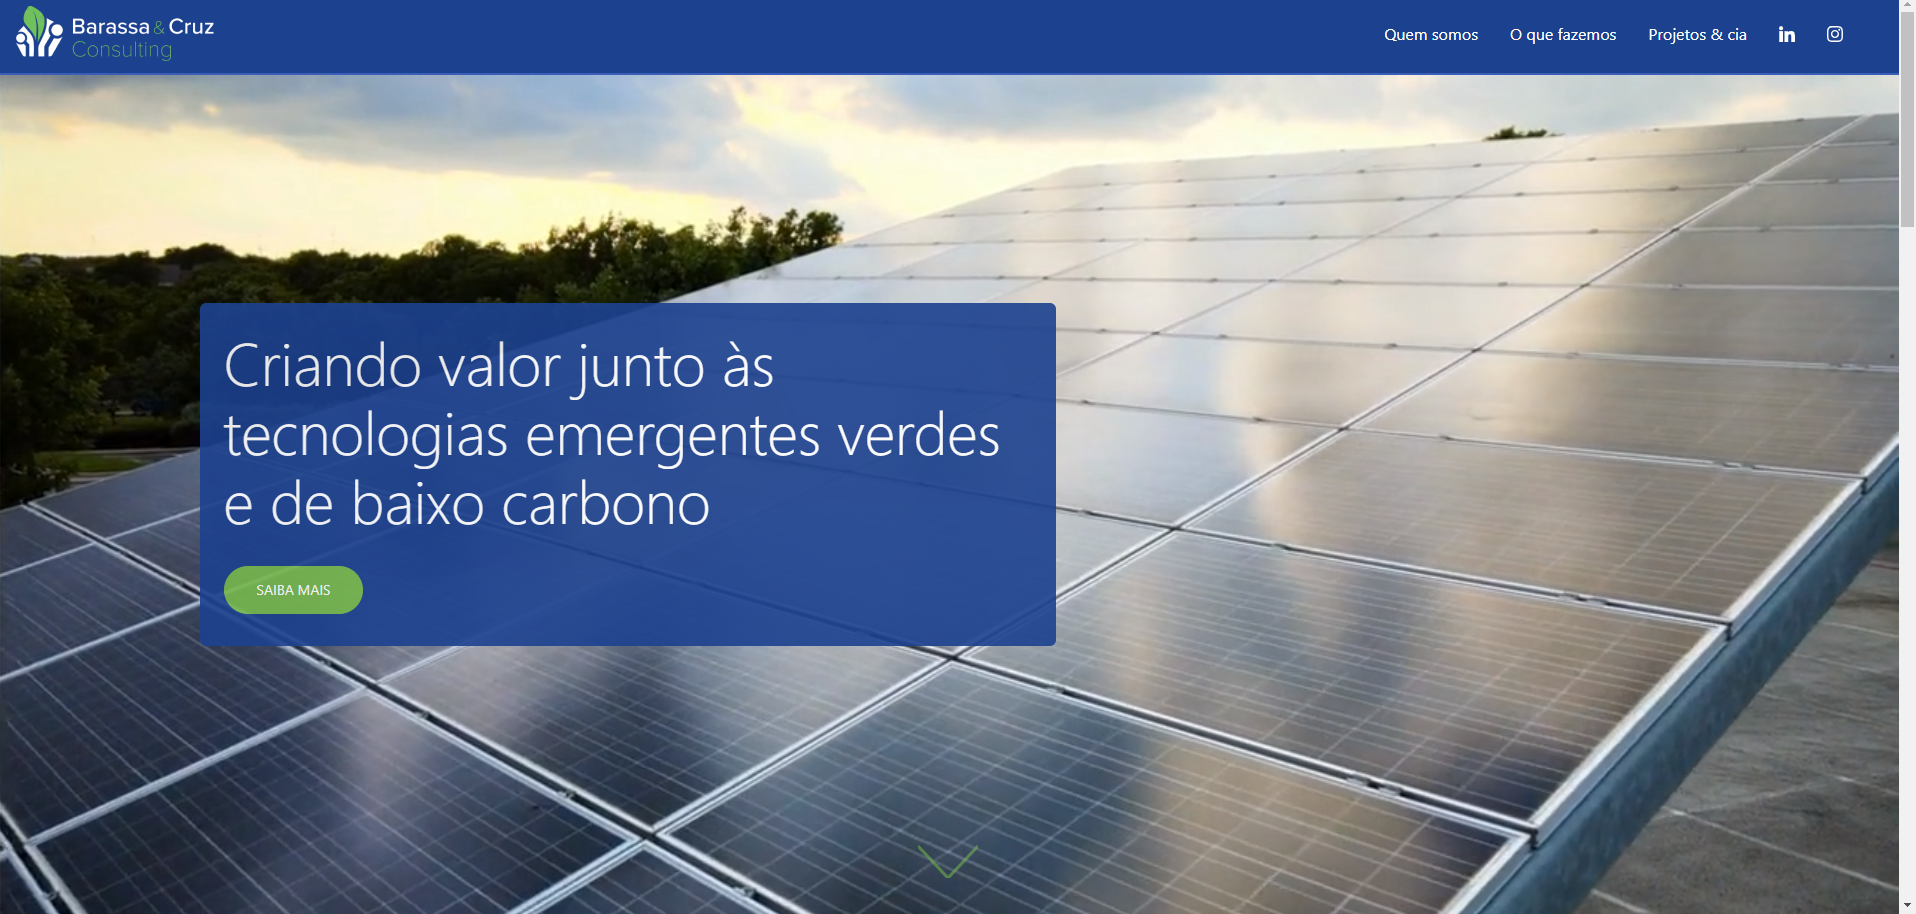 Barassa & Cruz
Consulting
Quem somos
O que fazemos
Projetos & cia
in
Criando valor junto às
tecnologias emergentes verdes
e de baixo carbono
SAIBA MAIS